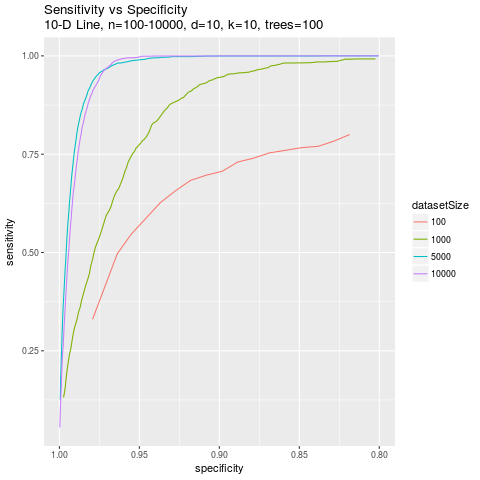 Sensitivity vs Specificity
10-D Line, n=100-10000, d=10, k=10, trees=100
1.00
0.75
0.50
0.25
sensitivity
1.00 0.95 0.90 0.85 0.80
specificity
datasetSize
100
1000
5000
10000